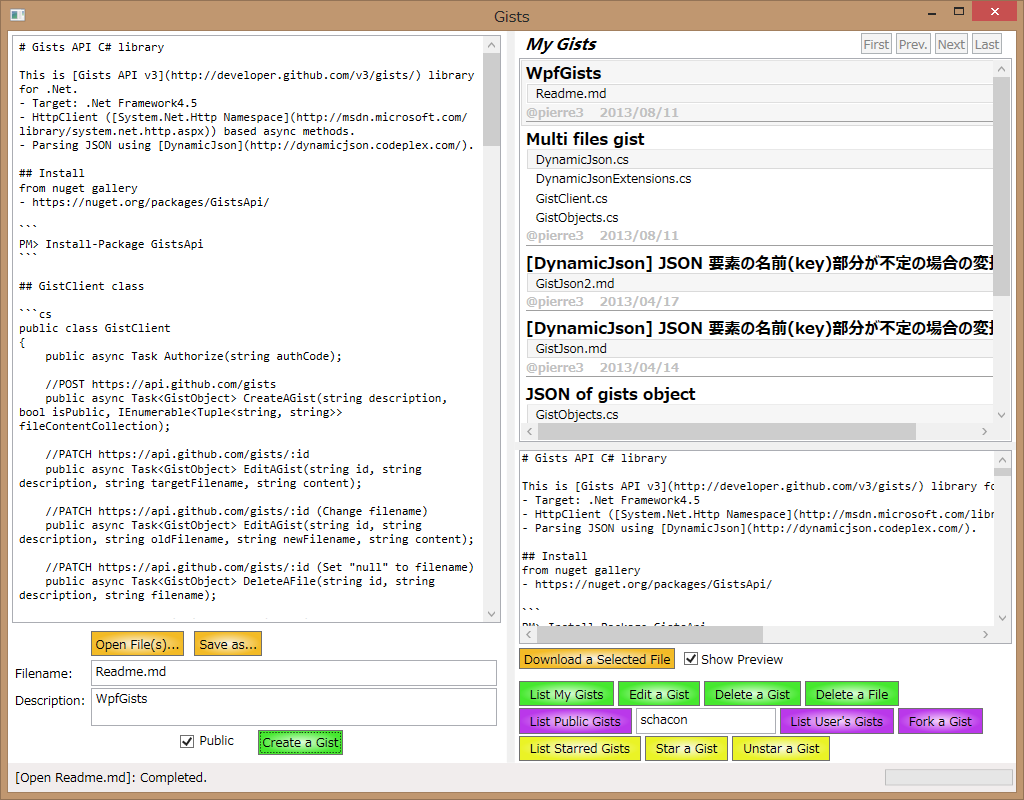 Gists
# Gists API C# library
This is [Gists API v3](http://developer.github.com/v3/gists/) library
for .Net.
- Target: .Net Framework4.5
- HttpClient ([System.Net.Http Namespace](http://msdn.microsoft.com/
library/system.net.http.aspx)) based async methods.
- Parsing JSON using [DynamicJson](http://dynamicjson.codeplex.com/).
## Install
from nuget gallery
- https://nuget.org/packages/GistsApi/
```
PM> Install-Package GistsApi
```
## GistClient class
```cs
public class GistClient
{
public async Task Authorize(string authCode);
//POST https://api.github.com/gists
public async Task<GistObject> CreateAGist(string description,
bool isPublic, IEnumerable<Tuple<string, string>>
fileContentCollection);
//PATCH https://api.github.com/gists/:id
public async Task<GistObject> EditAGist(string id, string
description, string targetFilename, string content);
//PATCH https://api.github.com/gists/:id (Change filename)
public async Task<GistObject> EditAGist(string id, string
description, string oldFilename, string newFilename, string content);
//PATCH https://api.github.com/gists/:id (Set "null" to filename)
public async Task<GistObject> DeleteAFile(string id, string
description, string filename);
Open File(s)... Save as...
Filename: Readme.md
Description: WpfGists
Public Create a Gist
My Gists First Prev. Next Last
WpfGists
Readme.md
@pierre3 2013/08/11
Multi files gist
DynamicJson.cs
DynamicJsonExtensions.cs
GistClient.cs
GistObjects.cs
@pierre3 2013/08/11
[DynamicJson] JSON 要素の名前(key)部分が不定の場合の変換
GistJson2.md
@pierre3 2013/04/17
[DynamicJson] JSON 要素の名前(key)部分が不定の場合の変換
GistJson.md
@pierre3 2013/04/14
JSON of gists object
GistObjects.cs
# Gists API C# library
This is [Gists API v3](http://developer.github.com/v3/gists/) library fo
- Target: .Net Framework4.5
- HttpClient ([System.Net.Http Namespace](http://msdn.microsoft.com/libr
- Parsing JSON using [DynamicJson](http://dynamicjson.codeplex.com/).
## Install
from nuget gallery
- https://nuget.org/packages/GistsApi/
```
PM> Install-Package GistsApi
Download a Selected File Show Preview
List My Gists Edit a Gist Delete a Gist Delete a File
List Public Gists schacon List User's Gists Fork a Gist
List Starred Gists Star a Gist Unstar a Gist
[Open Readme.md]: Completed.